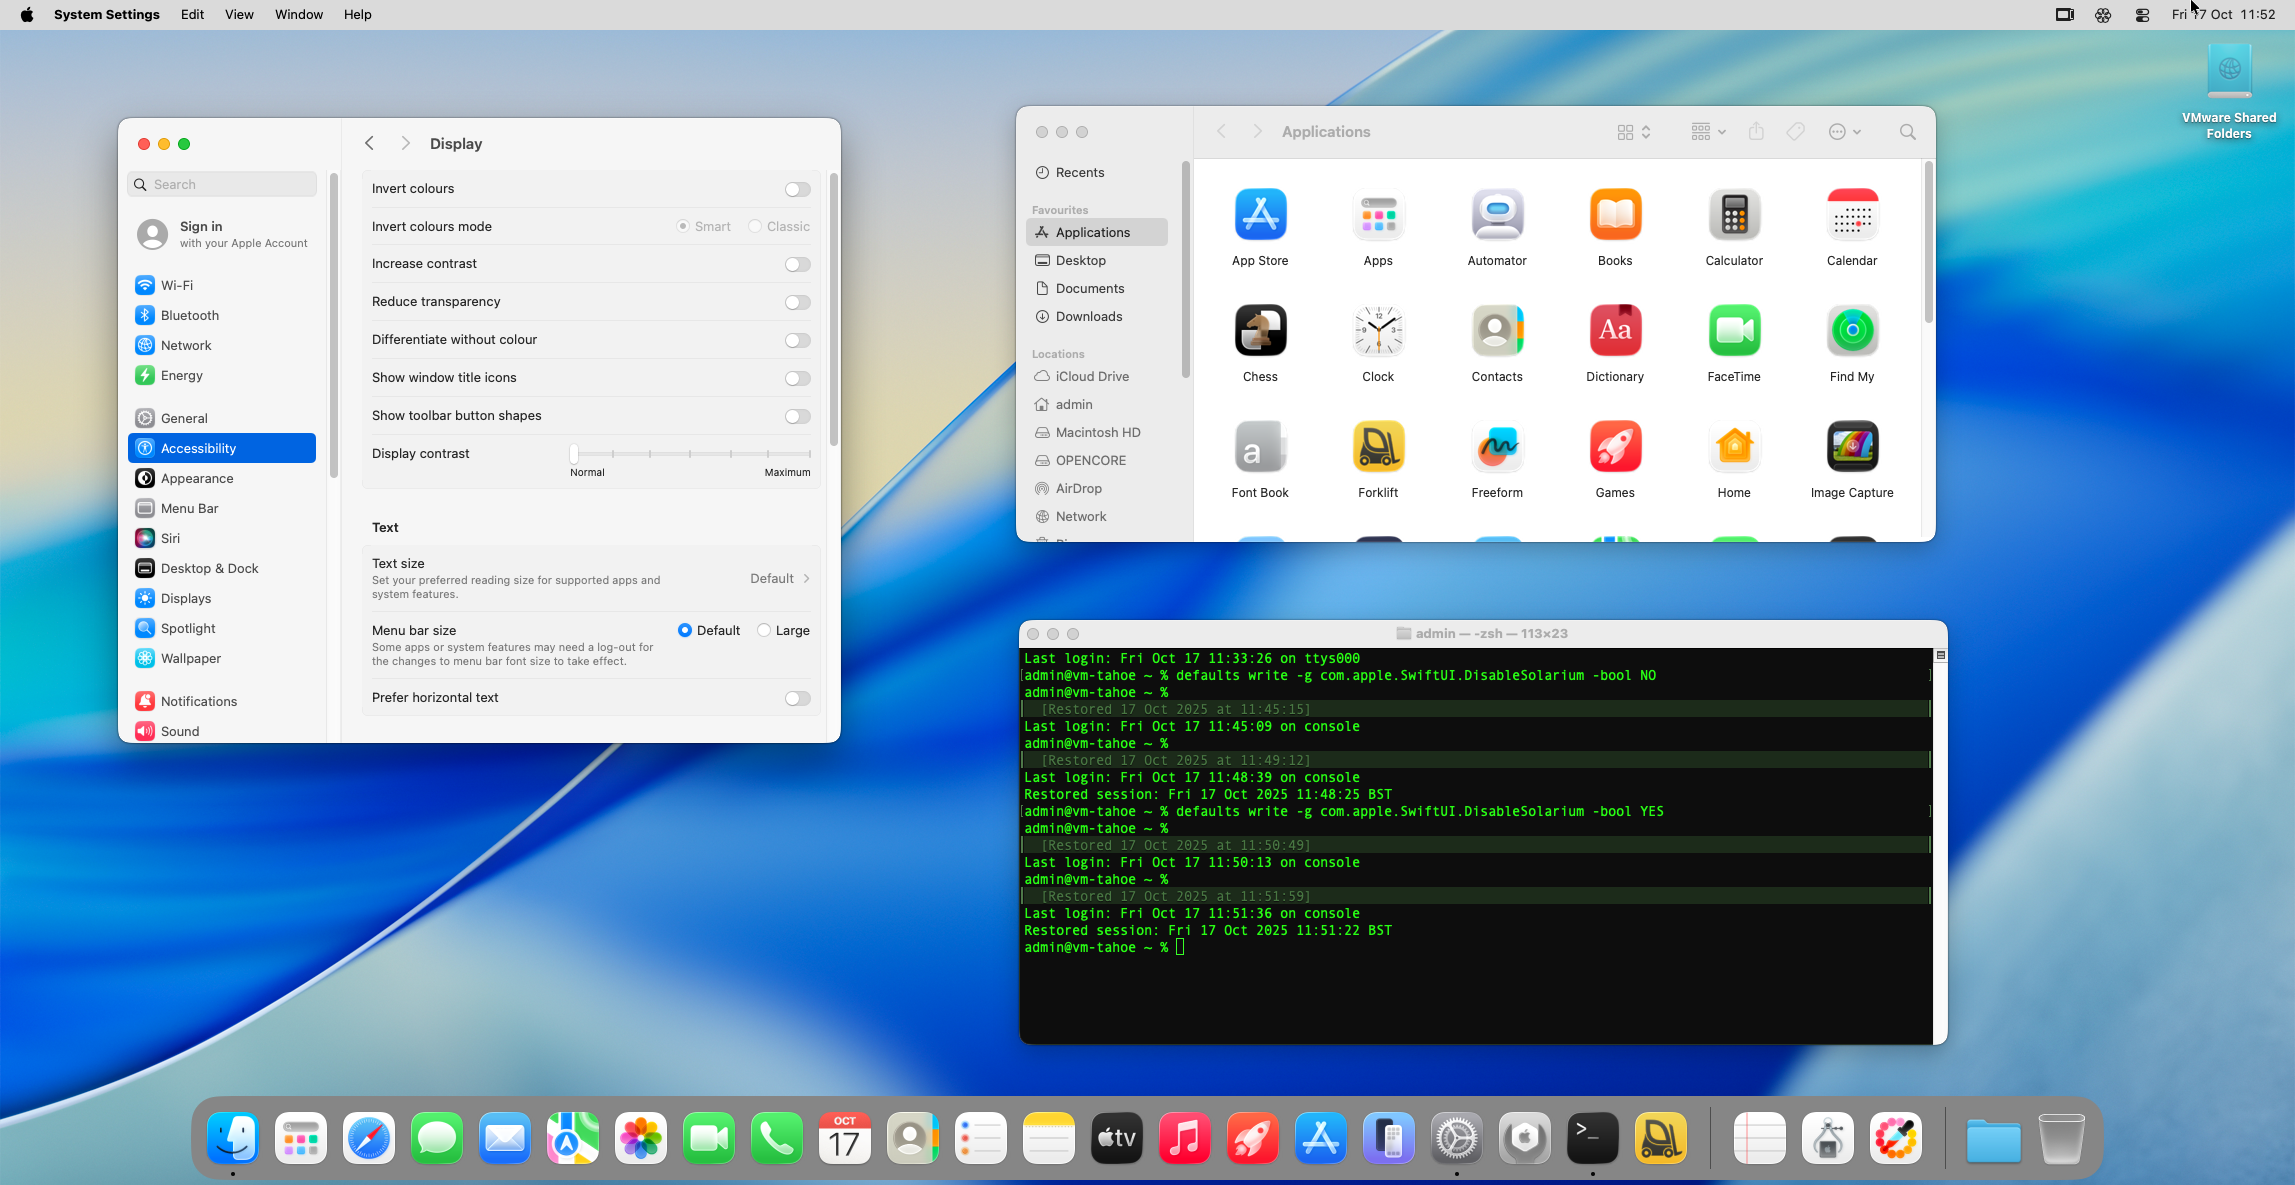 System Settings Edit View Window Help
Fri 17 Oct 11:52
VMware Shared
Folders
Display
Search
Sign in
with your Apple Account
Wi-Fi
Bluetooth
Network
Energy
General
Accessibility
Appearance
Menu Bar
Siri
Desktop & Dock
Displays
Spotlight
Wallpaper
Notifications
Sound
Invert colours
Invert colours mode Smart Classic
Increase contrast
Reduce transparency
Differentiate without colour
Show window title icons
Show toolbar button shapes
Display contrast
Normal Maximum
Text
Text size
Set your preferred reading size for supported apps and
system features.
Default
Menu bar size Default Large
Some apps or system features may need a log-out for
the changes to menu bar font size to take effect.
Prefer horizontal text
Applications
Recents
Favourites
Applications
Desktop
Documents
Downloads
Locations
iCloud Drive
admin
Macintosh HD
OPENCORE
AirDrop
Network
App Store Apps Automator Books Calculator Calendar
12
9 3
6
Aa
Chess Clock Contacts Dictionary FaceTime Find My
a
Font Book Forklift Freeform Games Home Image Capture
admin — -zsh — 113×23
Last login: Fri Oct 17 11:33:26 on ttys000
[admin@vm-tahoe ~ % defaults write -g com.apple.SwiftUI.DisableSolarium -bool NO ]
admin@vm-tahoe ~ %
[Restored 17 Oct 2025 at 11:45:15]
Last login: Fri Oct 17 11:45:09 on console
admin@vm-tahoe ~ %
[Restored 17 Oct 2025 at 11:49:12]
Last login: Fri Oct 17 11:48:39 on console
Restored session: Fri 17 Oct 2025 11:48:25 BST
[admin@vm-tahoe ~ % defaults write -g com.apple.SwiftUI.DisableSolarium -bool YES ]
admin@vm-tahoe ~ %
[Restored 17 Oct 2025 at 11:50:49]
Last login: Fri Oct 17 11:50:13 on console
admin@vm-tahoe ~ %
[Restored 17 Oct 2025 at 11:51:59]
Last login: Fri Oct 17 11:51:36 on console
Restored session: Fri 17 Oct 2025 11:51:22 BST
admin@vm-tahoe ~ %
OCT
17
tv
>_